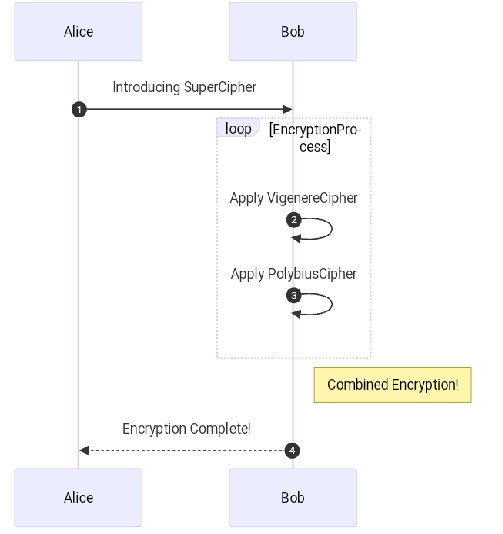 Alice
Bob
1
Introducing SuperCipher
loop
[EncryptionPro-
cess]
Apply VigenereCipher
2
Apply PolybiusCipher
3
Combined Encryption!
Encryption Complete!
4
Alice
Bob